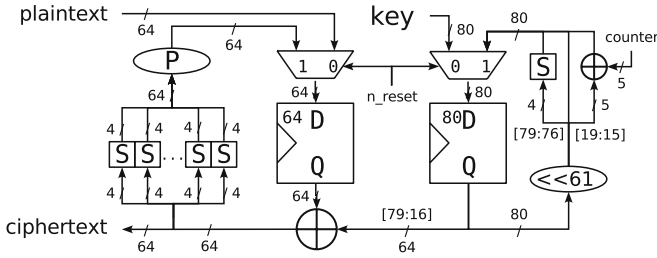 plaintext
64
64
key
80
80
counter
5
P
64
1 0
n_reset
0 1
S
64
80
4
5
[79:76] [19:15]
4 4 4 4
64 D
80 D
S S ... S S
Q
Q
<<61
4 4 4 4
64
ciphertext
64
64
[79:16]
64
80